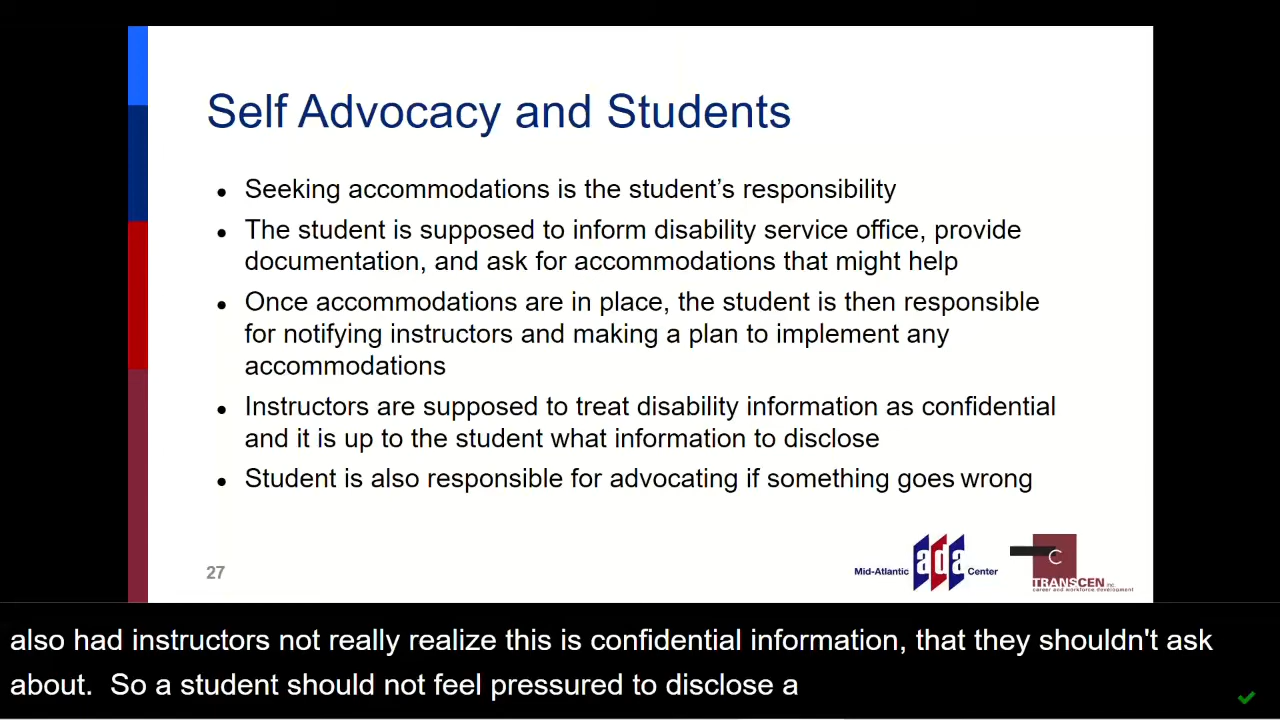 Self Advocacy and Students
• Seeking accommodations is the student’s responsibility
• The student is supposed to inform disability service office, provide
documentation, and ask for accommodations that might help
• Once accommodations are in place, the student is then responsible
for notifying instructors and making a plan to implement any
accommodations
• Instructors are supposed to treat disability information as confidential
and it is up to the student what information to disclose
• Student is also responsible for advocating if something goes wrong
27
Mid-Atlantic ada Center
C
TRANSCEN inc.
career and workforce development
also had instructors not really realize this is confidential information, that they shouldn't ask
about.  So a student should not feel pressured to disclose a